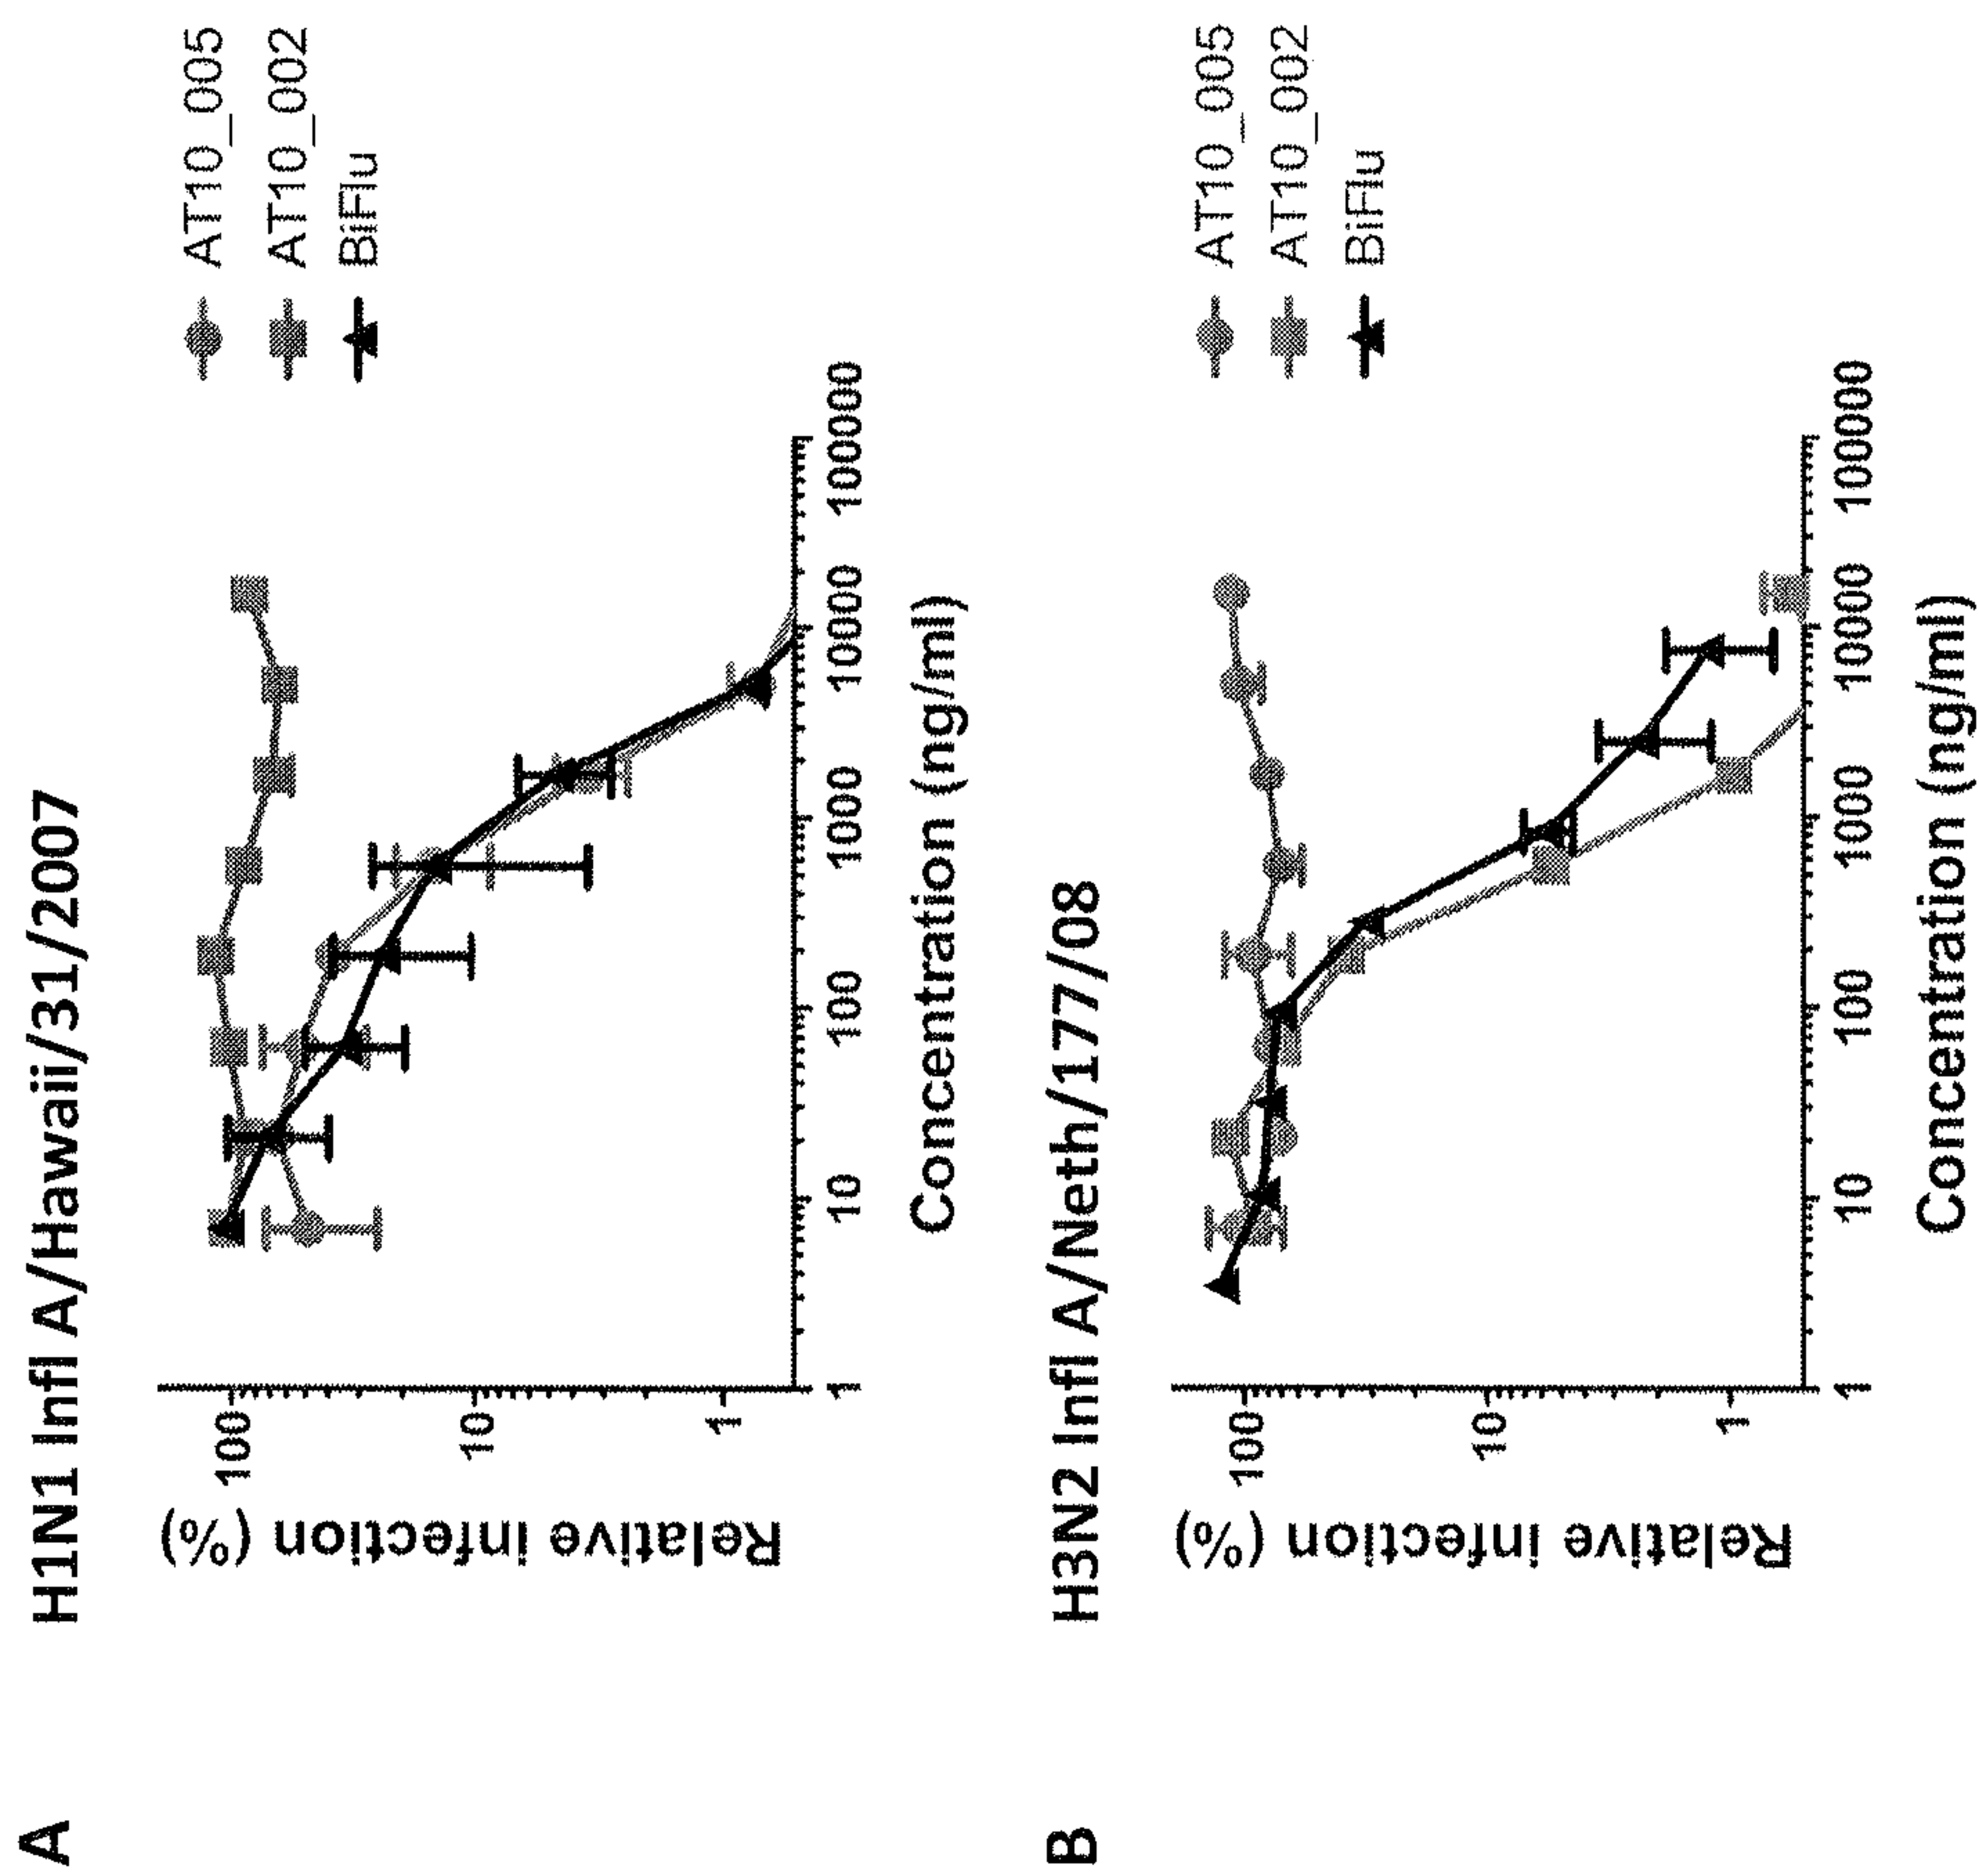 A
H1N1 Infl A/Hawaii/31/2007
Relative infection (%)
100
10
1
1
10
100
1000
10000
100000
Concentration (ng/ml)
AT10_005
AT10_002
BiFlu
B
H3N2 Infl A/Neth/177/08
Relative infection (%)
100
10
1
1
10
100
1000
10000
100000
Concentration (ng/ml)
AT10_005
AT10_002
BiFlu